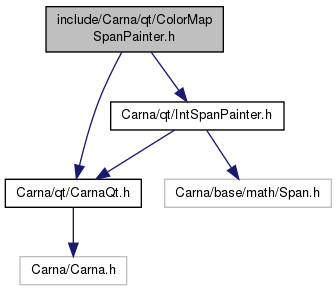 include/Carna/qt/ColorMap
SpanPainter.h
Carna/qt/IntSpanPainter.h
Carna/qt/CarnaQt.h
Carna/base/math/Span.h
Carna/Carna.h